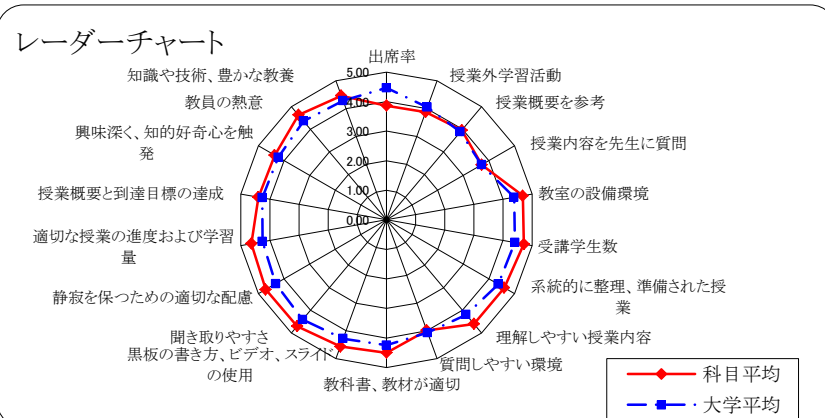 レーダーチャート
出席率
授業外学習活動
授業概要を参考
授業内容を先生に質問
教室の設備環境
受講学生数
系統的に整理、準備された授
業
理解しやすい授業内容
質問しやすい環境
教科書、教材が適切
黒板の書き方、ビデオ、スライド
の使用
聞き取りやすさ
静寂を保つための適切な配慮
適切な授業の進度および学習
量
授業概要と到達目標の達成
興味深く、知的好奇心を触
発
教員の熱意
知識や技術、豊かな教養
5.00
4.00
3.00
2.00
1.00
0.00
科目平均
大学平均